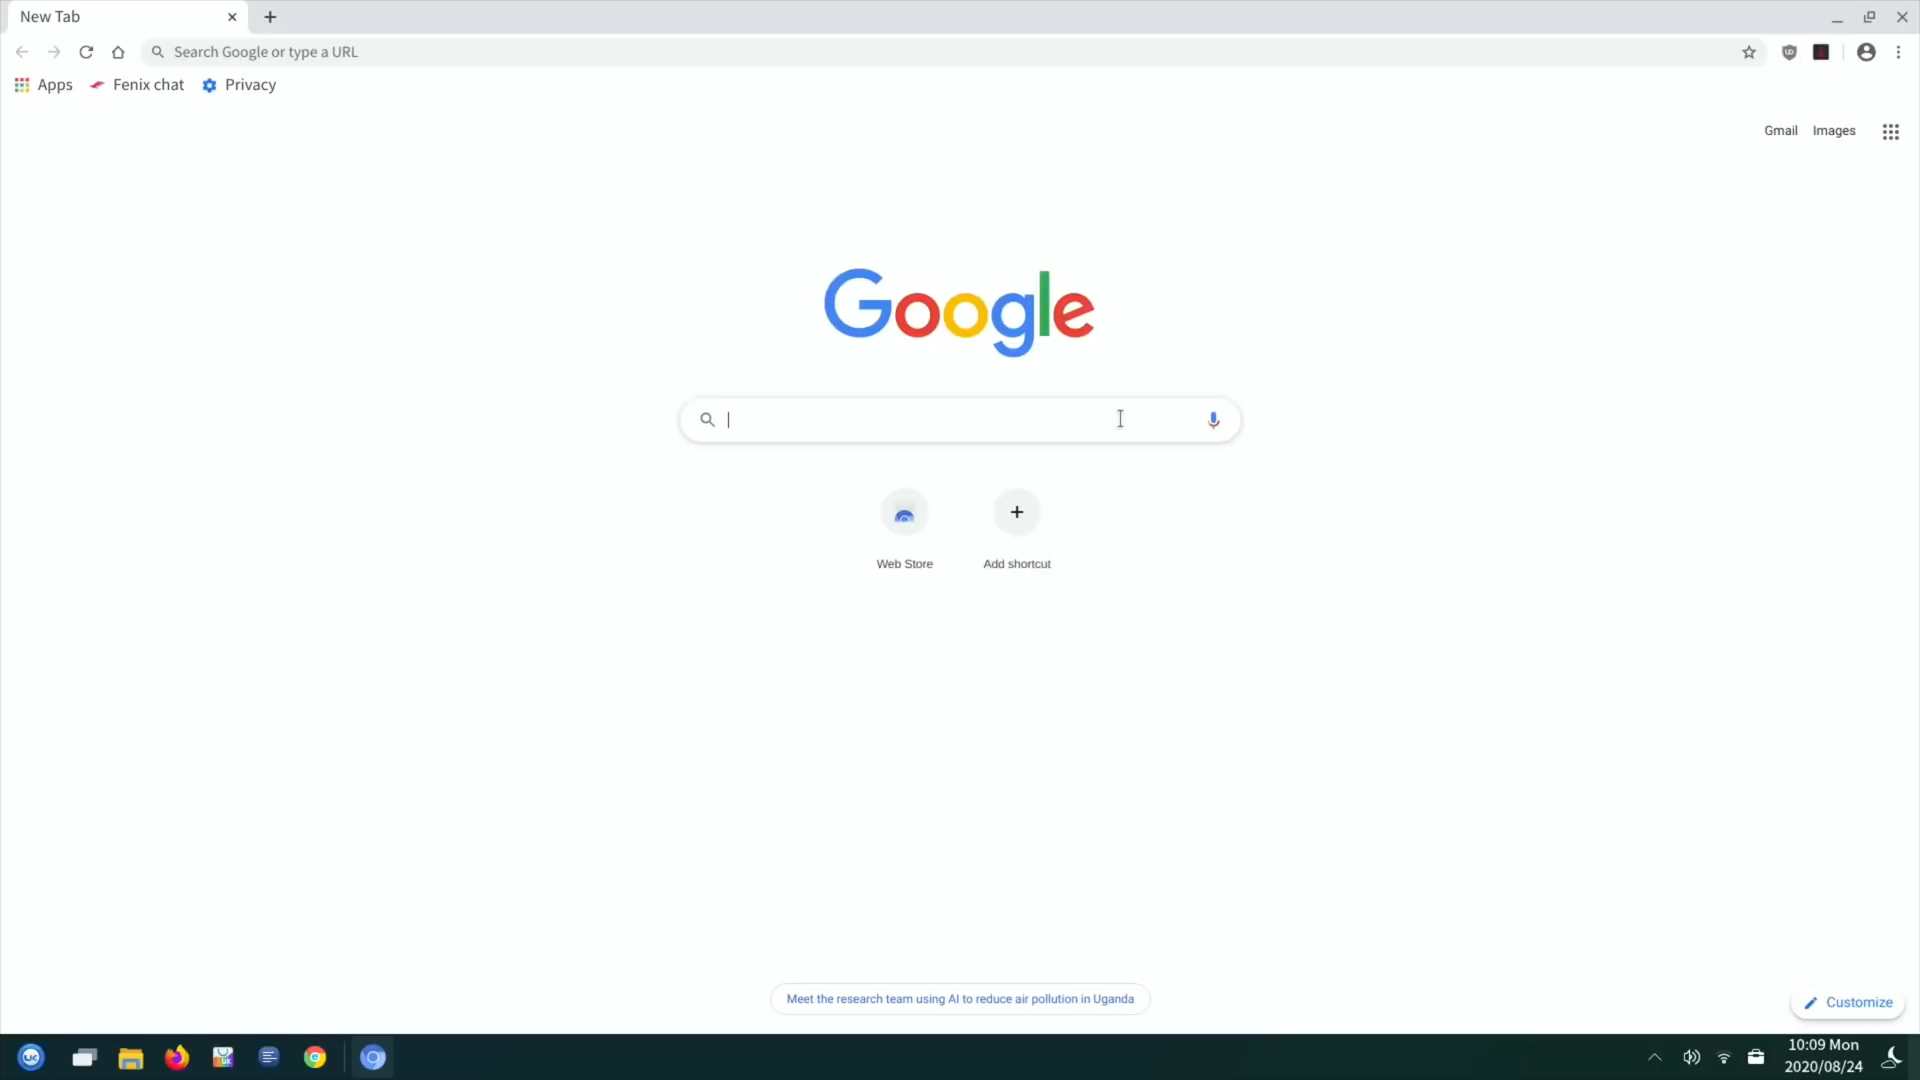 New Tab
Search Google or type a URL
Apps
Fenix chat
Privacy
Gmail
Images
Google
Web Store
Add shortcut
Meet the research team using AI to reduce air pollution in Uganda
Customize
10:09 Mon
2020/08/24